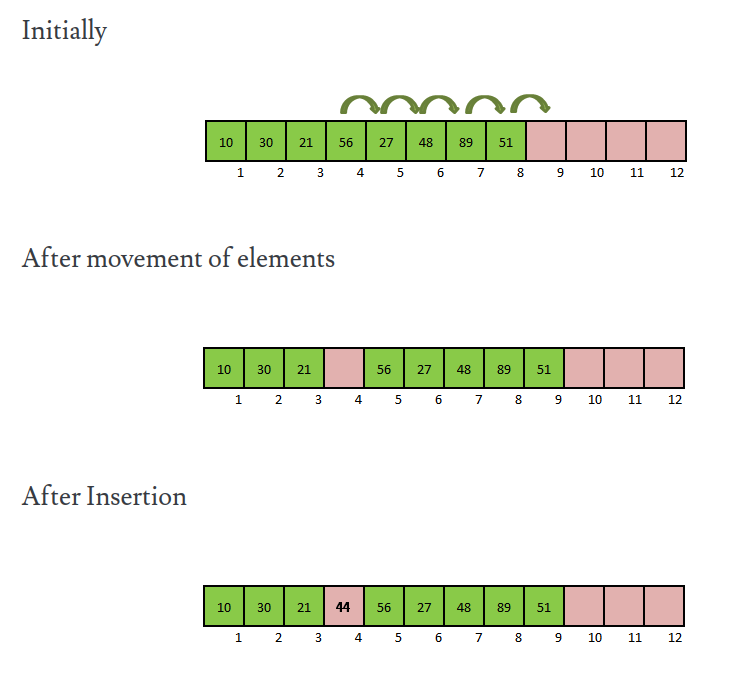 Initially
10 30 21 56 27 48 89 51
1 2 3 4 5 6 7 8 9 10 11 12
After movement of elements
10 30 21 56 27 48 89 51
1 2 3 4 5 6 7 8 9 10 11 12
After Insertion
10 30 21 44 56 27 48 89 51
1 2 3 4 5 6 7 8 9 10 11 12